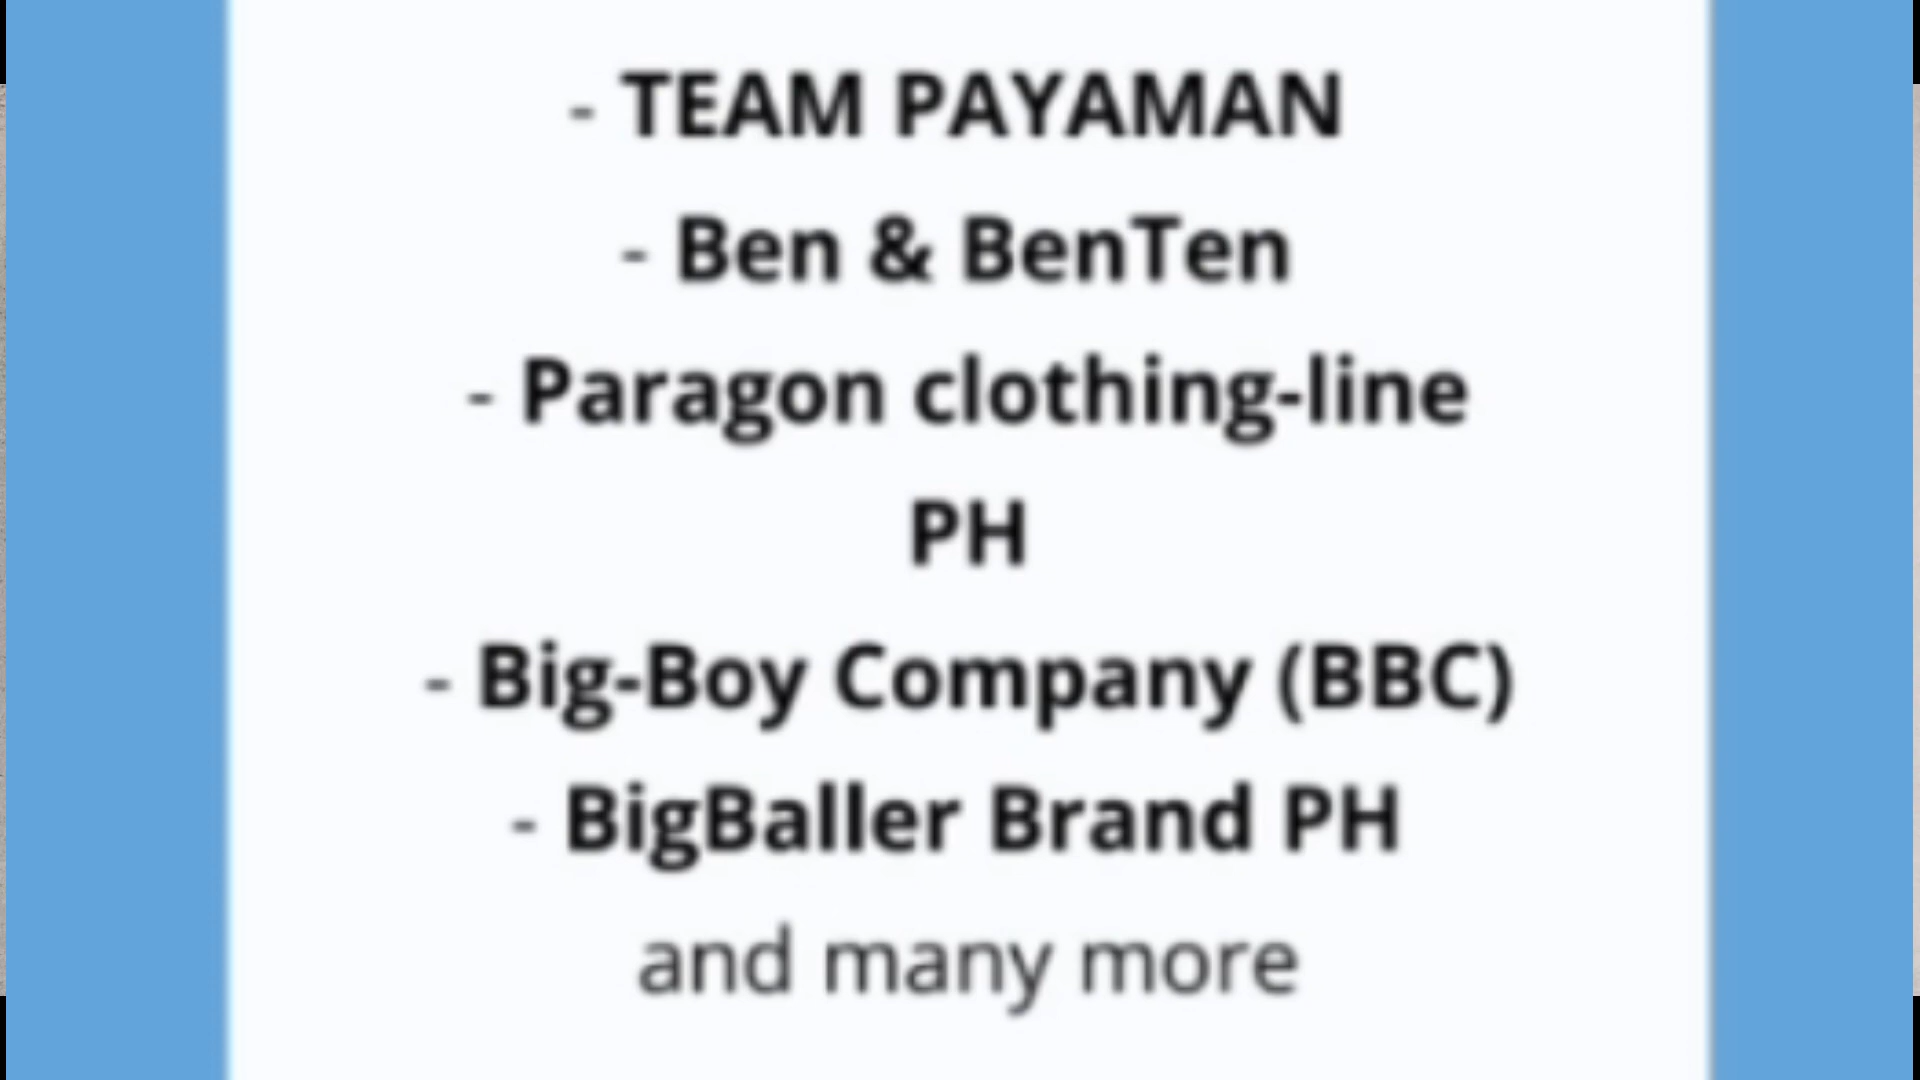 - TEAM PAYAMAN
- Ben & BenTen
- Paragon clothing-line
PH
- Big-Boy Company (BBC)
- BigBaller Brand PH
and many more